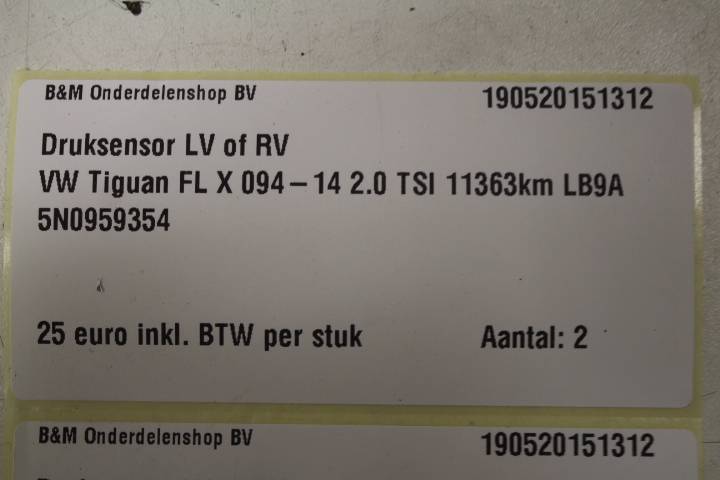 B&M Onderdelenshop BV 190520151312
Druksensor LV of RV
VW Tiguan FL X 094-14 2.0 TSI 11363km LB9A
5N0959354
25 euro inkl. BTW per stuk Aantal: 2
B&M Onderdelenshop BV 190520151312